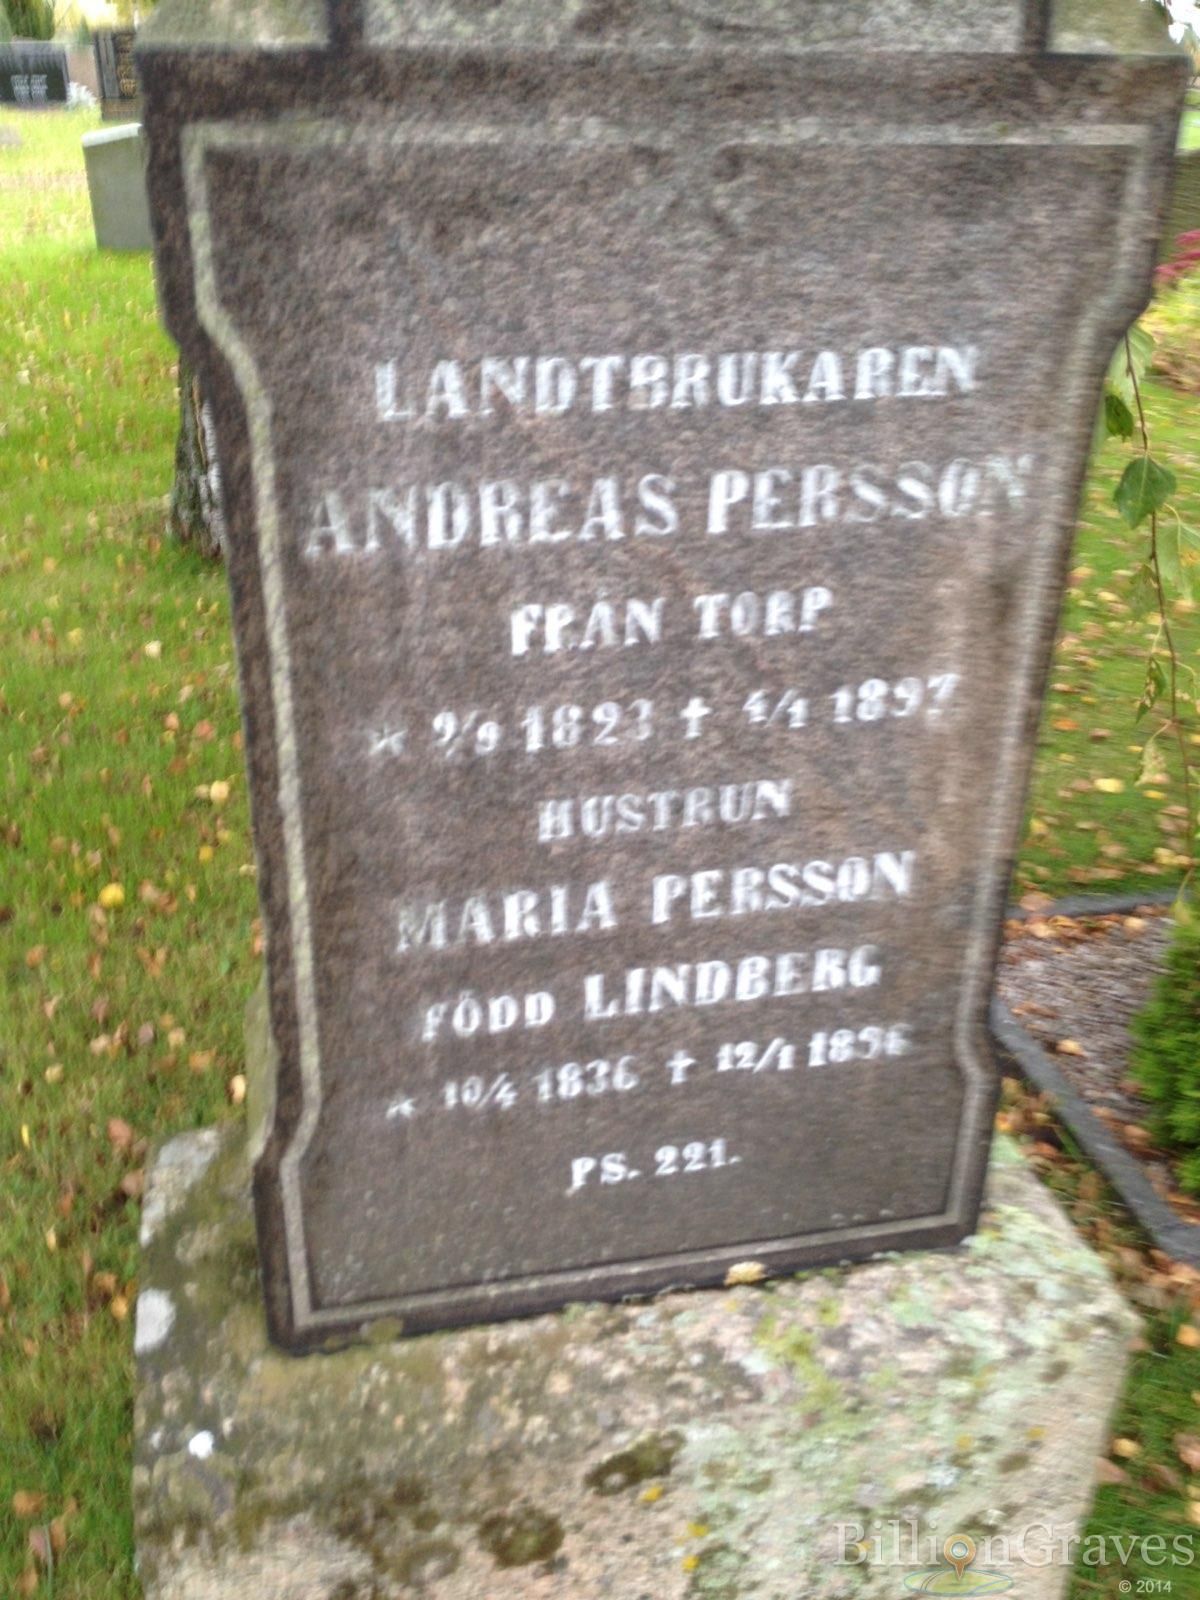 LANDTBRUKAREN
ANDREAS PERSSON
FRÅN TORP
* 9/9 1823 † 4/1 1897
HUSTRUN
MARIA PERSSON
FÖDD LINDBERG
* 10/4 1836 † 12/1 1896
PS. 221.
BillionGraves
© 2014